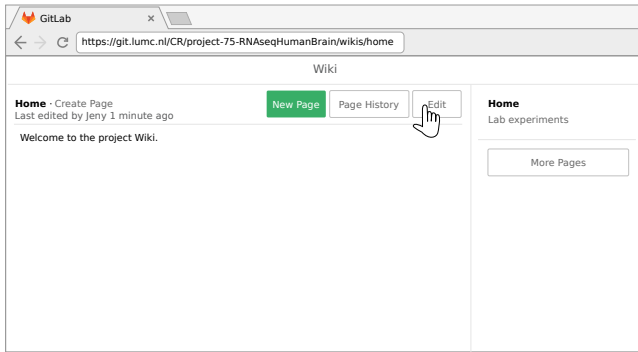 GitLab ×
https://git.lumc.nl/CR/project-75-RNAseqHumanBrain/wikis/home
Wiki
Home · Create Page
Last edited by Jeny 1 minute ago
New Page
Page History
Edit
Welcome to the project Wiki.
Home
Lab experiments
More Pages